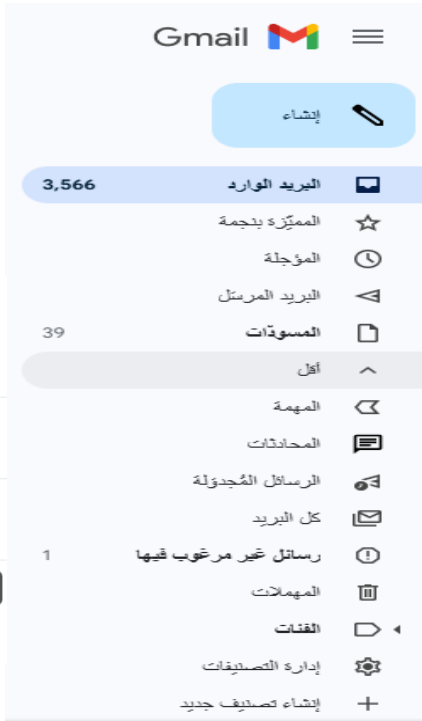 Gmail
إنشاء
البريد الوارد 3,566
المميّزة بنجمة
المؤجلة
البريد المرسَل
المسودّات 39
أقل
المهمة
المحادثات
الرسائل المُجدوَلة
كل البريد
رسائل غير مرغوب فيها 1
المهملات
الفئات
إدارة التصنيفات
إنشاء تصنيف جديد